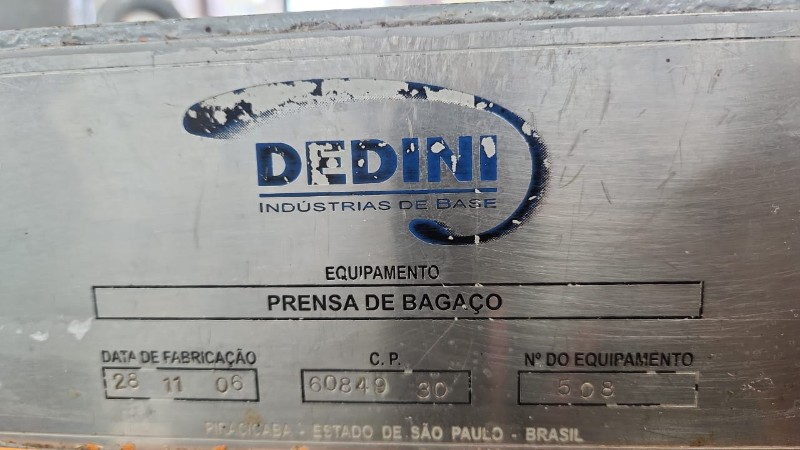 DEDINI
INDÚSTRIAS DE BASE
EQUIPAMENTO
PRENSA DE BAGAÇO
DATA DE FABRICAÇÃO C. P. Nº DO EQUIPAMENTO
28 11 06 60849 30 508
PIRACICABA - ESTADO DE SÃO PAULO - BRASIL